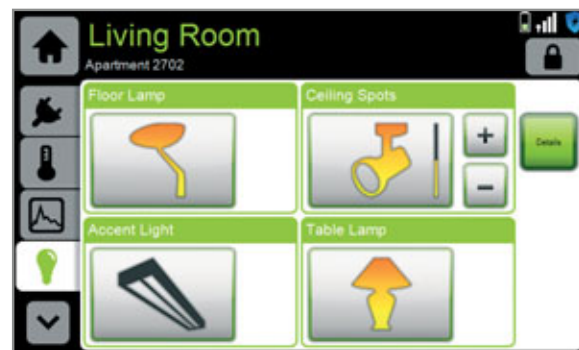 Living Room
Apartment 2702
Floor Lamp
Ceiling Spots
+
Details
−
Accent Light
Table Lamp